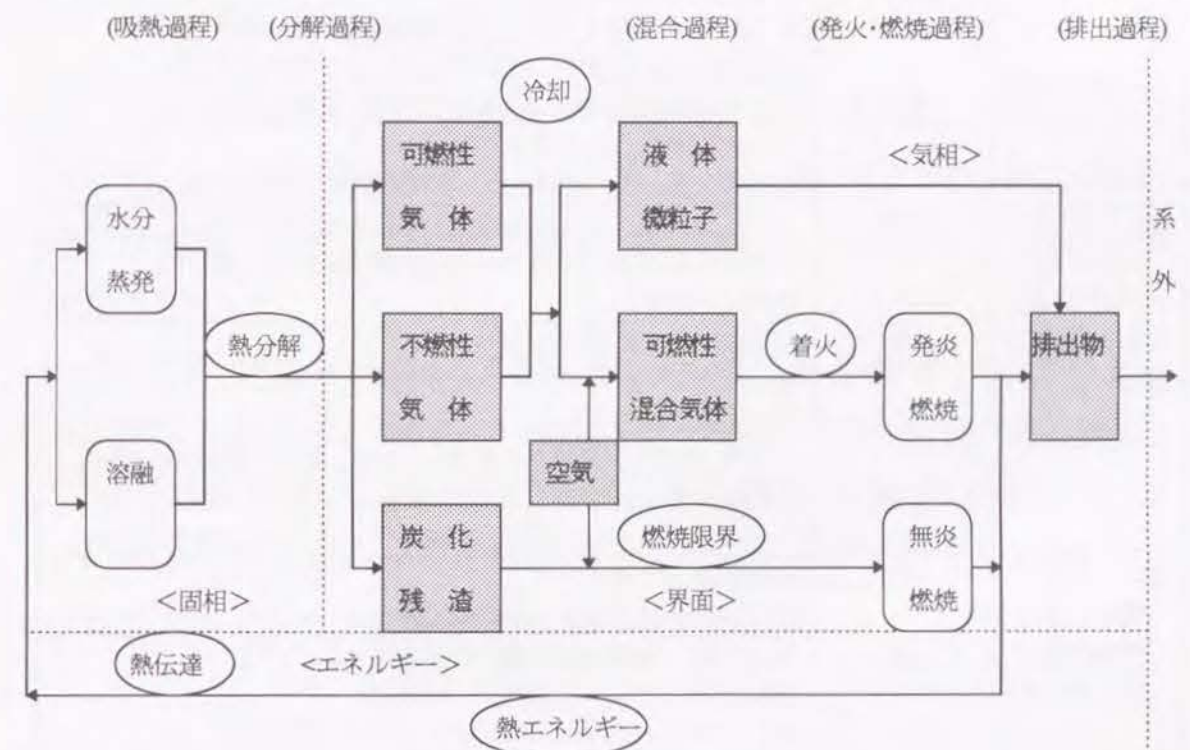 (吸熱過程) (分解過程) (混合過程) (発火・燃焼過程) (排出過程)
冷却
可燃性
気　体
液　体
微粒子
＜気相＞
水分
蒸発
系
外
熱分解
不燃性
気　体
可燃性
混合気体
着火
発炎
燃焼
排出物
溶融
空気
炭　化
残　渣
燃焼限界
無炎
燃焼
＜固相＞
＜界面＞
熱伝達
＜エネルギー＞
熱エネルギー